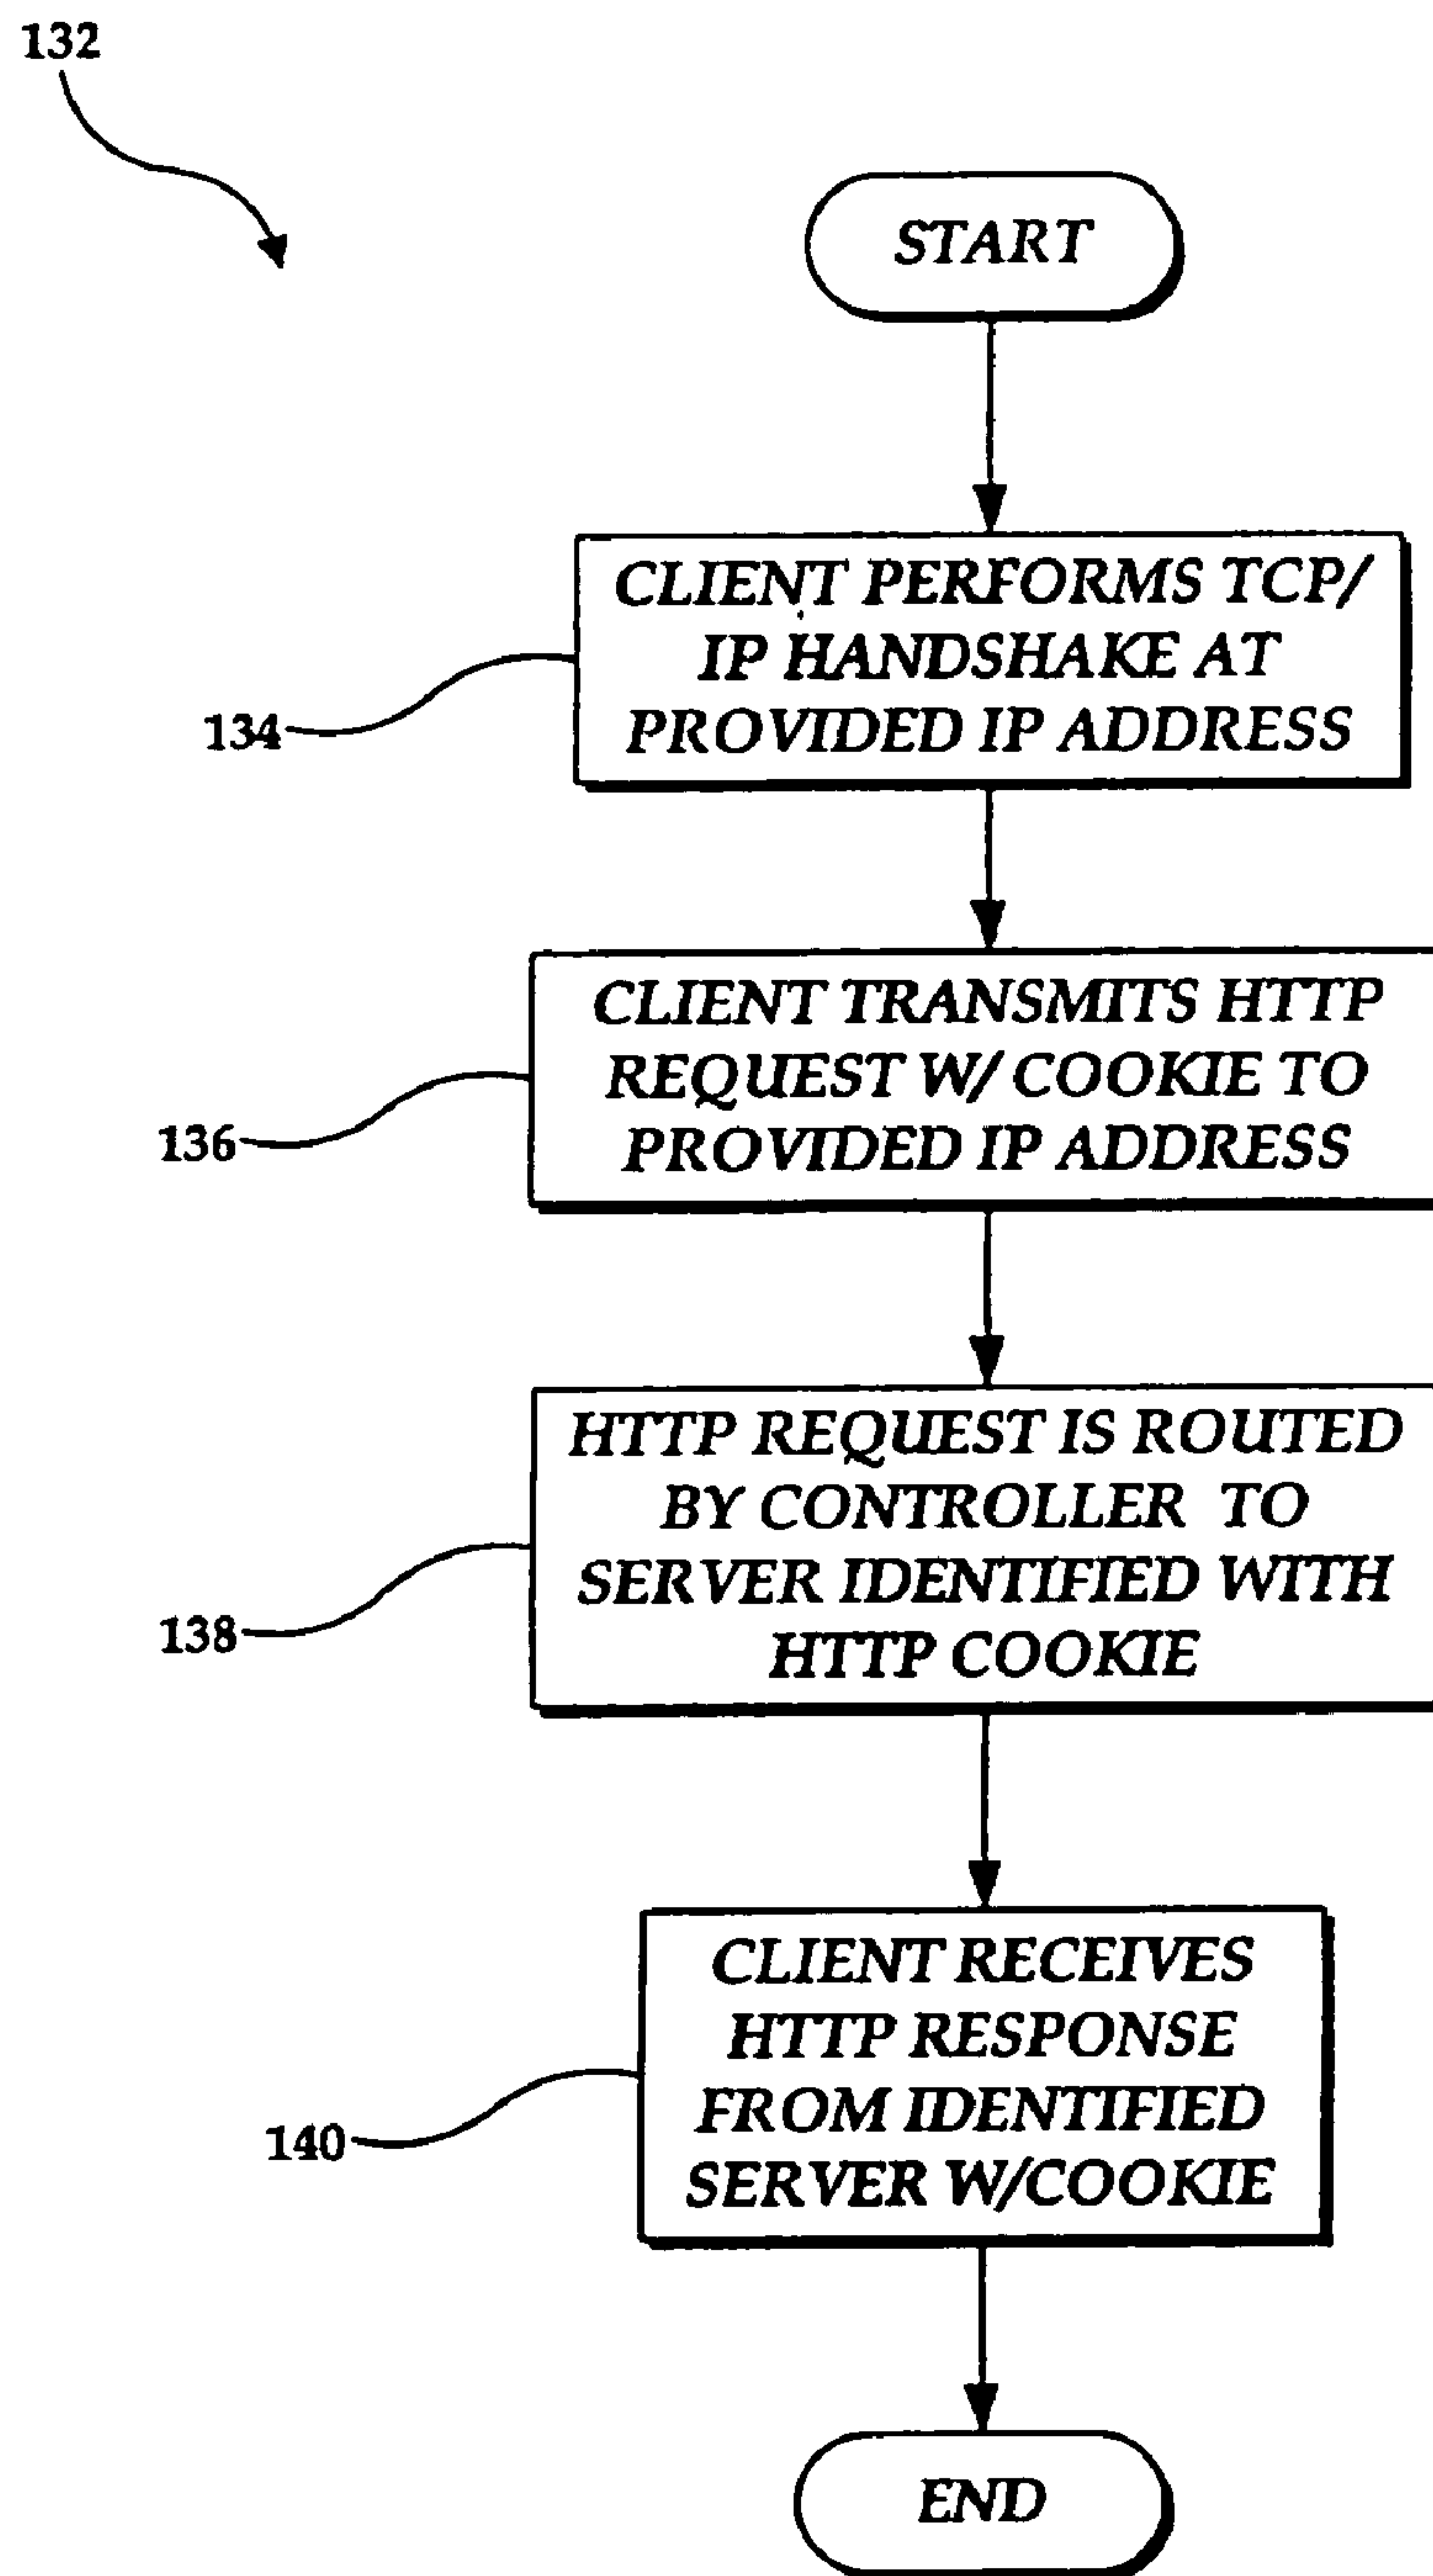 132
START
CLIENT PERFORMS TCP/
IP HANDSHAKE AT
PROVIDED IP ADDRESS
134
CLIENT TRANSMITS HTTP
REQUEST W/ COOKIE TO
PROVIDED IP ADDRESS
136
HTTP REQUEST IS ROUTED
BY CONTROLLER TO
SERVER IDENTIFIED WITH
HTTP COOKIE
138
CLIENT RECEIVES
HTTP RESPONSE
FROM IDENTIFIED
SERVER W/COOKIE
140
END